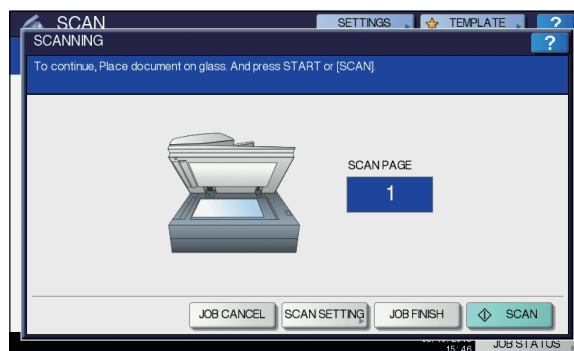 SCAN SETTINGS TEMPLATE ?
SCANNING ?
To continue, Place document on glass. And press START or [SCAN].
SCAN PAGE
1
JOB CANCEL SCAN SETTING JOB FINISH SCAN
15:46 JOB STATUS